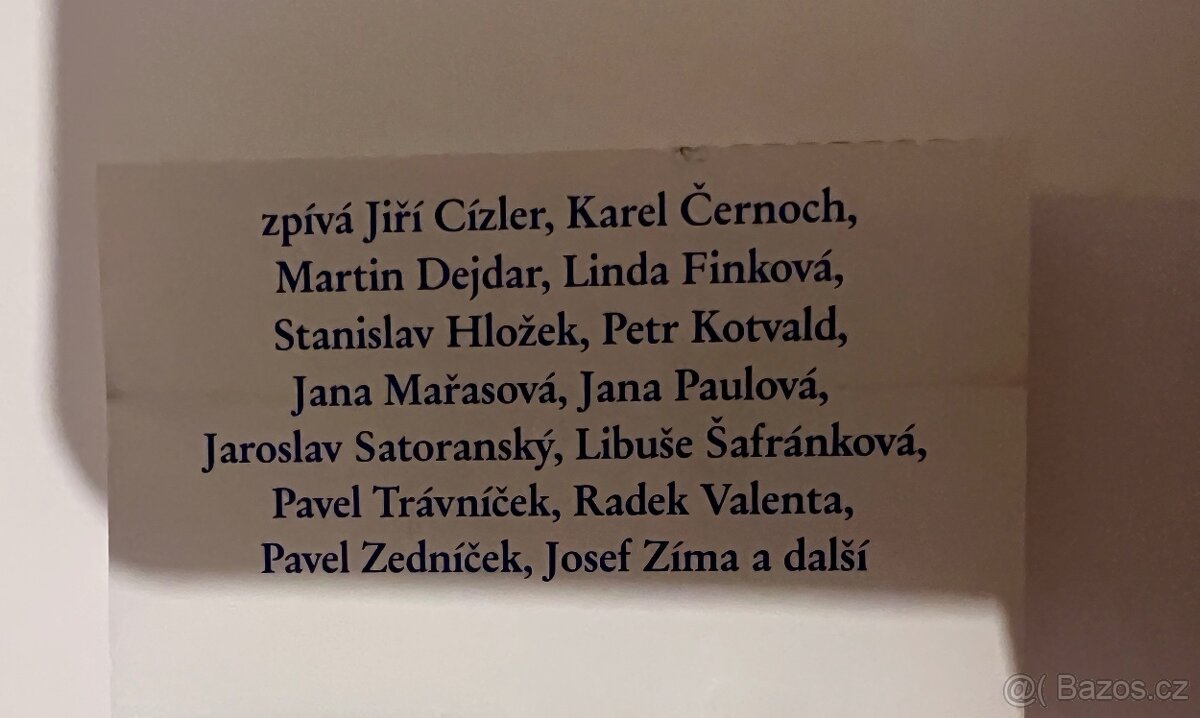 zpívá Jiří Cízler, Karel Černoch,
Martin Dejdar, Linda Finková,
Stanislav Hložek, Petr Kotvald,
Jana Mařasová, Jana Paulová,
Jaroslav Satoranský, Libuše Šafránková,
Pavel Trávníček, Radek Valenta,
Pavel Zedníček, Josef Zíma a další
@( Bazos.cz